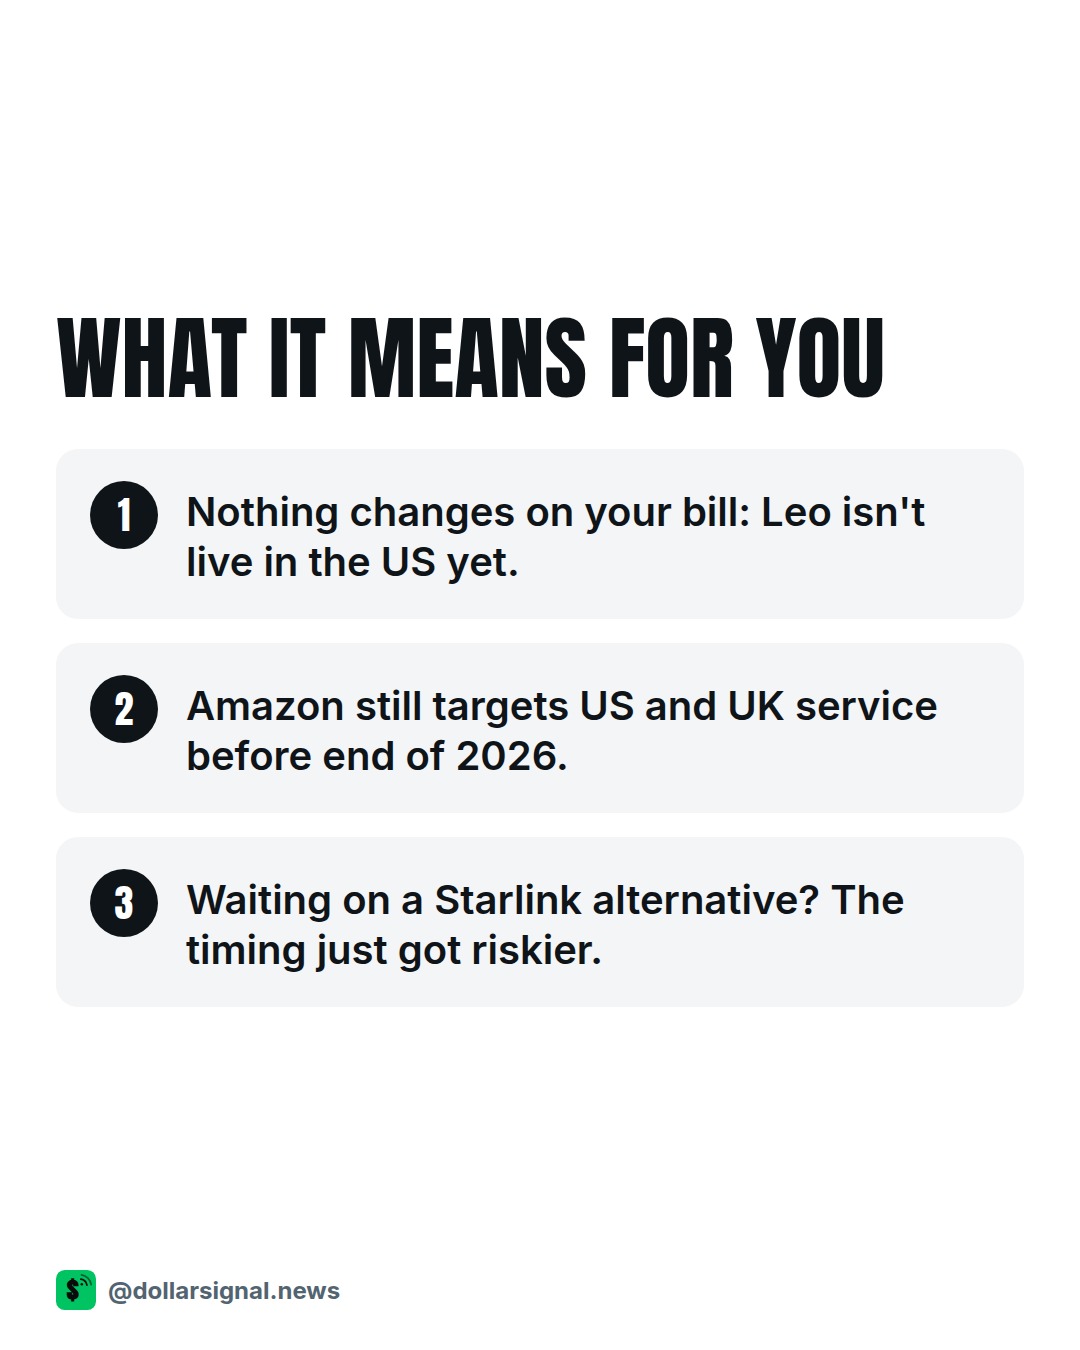 WHAT IT MEANS FOR YOU
1
Nothing changes on your bill: Leo isn't
live in the US yet.
2
Amazon still targets US and UK service
before end of 2026.
3
Waiting on a Starlink alternative? The
timing just got riskier.
$
@dollarsignal.news